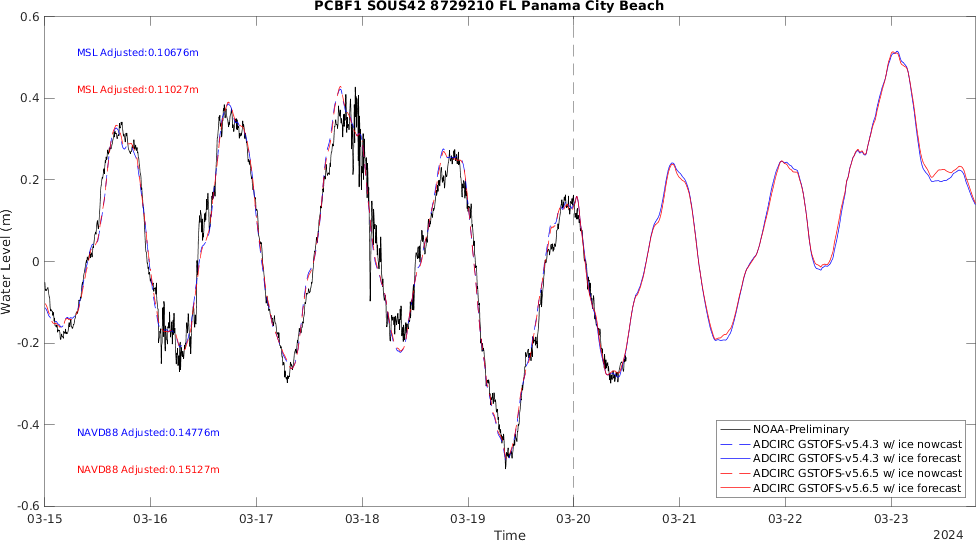 PCBF1 SOUS42 8729210 FL Panama City Beach
0.6
MSL Adjusted:0.10676m
MSL Adjusted:0.11027m
0.4
0.2
0
-0.2
-0.4
-0.6
Water Level (m)
NAVD88 Adjusted:0.14776m
NAVD88 Adjusted:0.15127m
NOAA-Preliminary
ADCIRC GSTOFS-v5.4.3 w/ ice nowcast
ADCIRC GSTOFS-v5.4.3 w/ ice forecast
ADCIRC GSTOFS-v5.6.5 w/ ice nowcast
ADCIRC GSTOFS-v5.6.5 w/ ice forecast
03-15 03-16 03-17 03-18 03-19 03-20 03-21 03-22 03-23
Time
2024